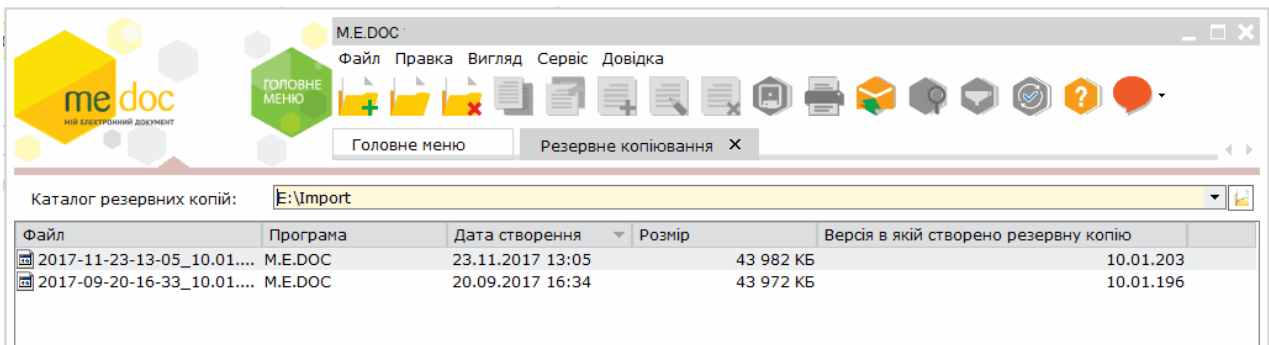 M.E.DOC
Файл Правка Вигляд Сервіс Довідка
me doc
МІЙ ЕЛЕКТРОННИЙ ДОКУМЕНТ
ГОЛОВНЕ
МЕНЮ
Головне меню Резервне копіювання X
Каталог резервних копій: E:\Import
Файл Програма Дата створення Розмір Версія в якій створено резервну копію
2017-11-23-13-05_10.01.... M.E.DOC 23.11.2017 13:05 43 982 КБ 10.01.203
2017-09-20-16-33_10.01.... M.E.DOC 20.09.2017 16:34 43 972 КБ 10.01.196